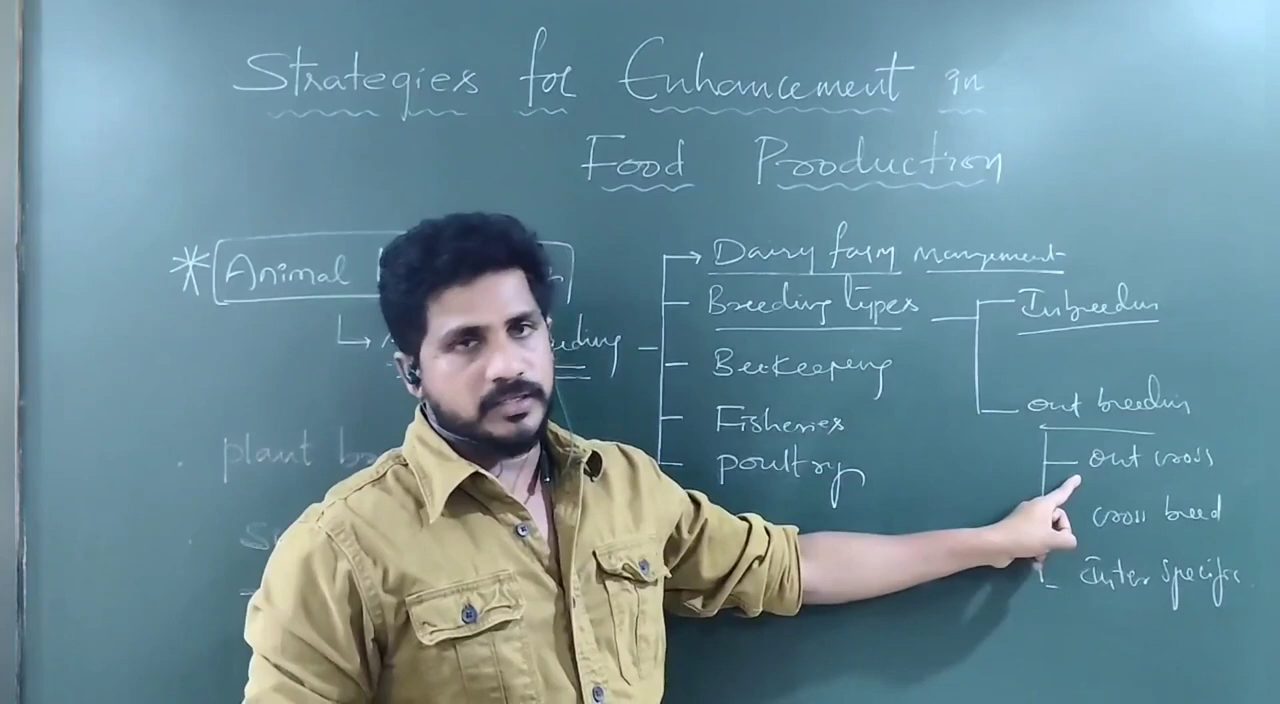 Strategies for Enhancement in
Food Production
* Animal
Dairy farm management
Breeding types
Inbreeding
Beekeeping
out breeding
Fisheries
out cross
plant
poultry
cross breed
Inter specific